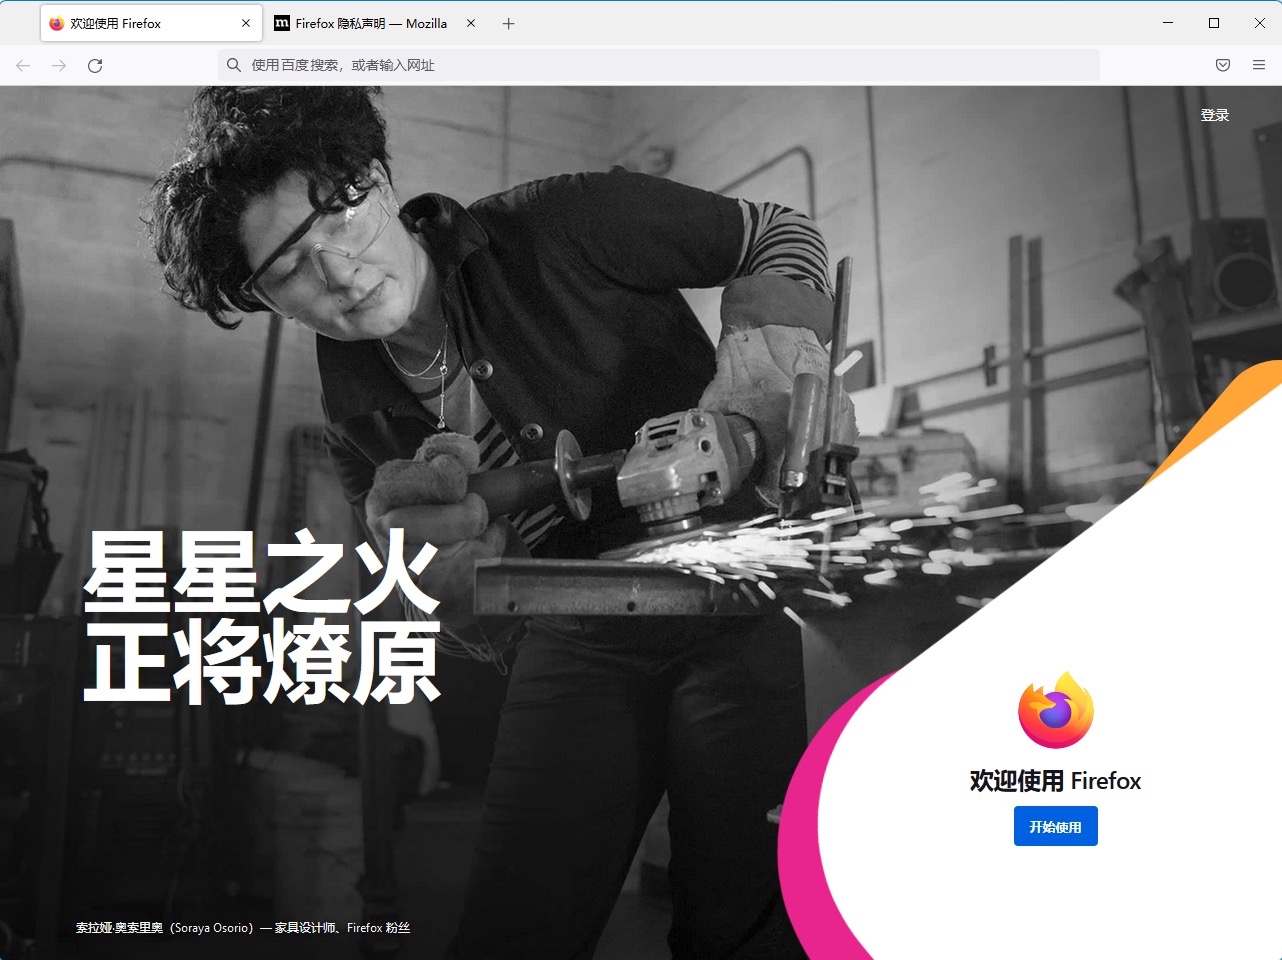 欢迎使用 Firefox
Firefox 隐私声明 — Mozilla
使用百度搜索，或者输入网址
登录
星星之火
正将燎原
欢迎使用 Firefox
开始使用
索拉娅·奥索里奥（Soraya Osorio）— 家具设计师、Firefox 粉丝